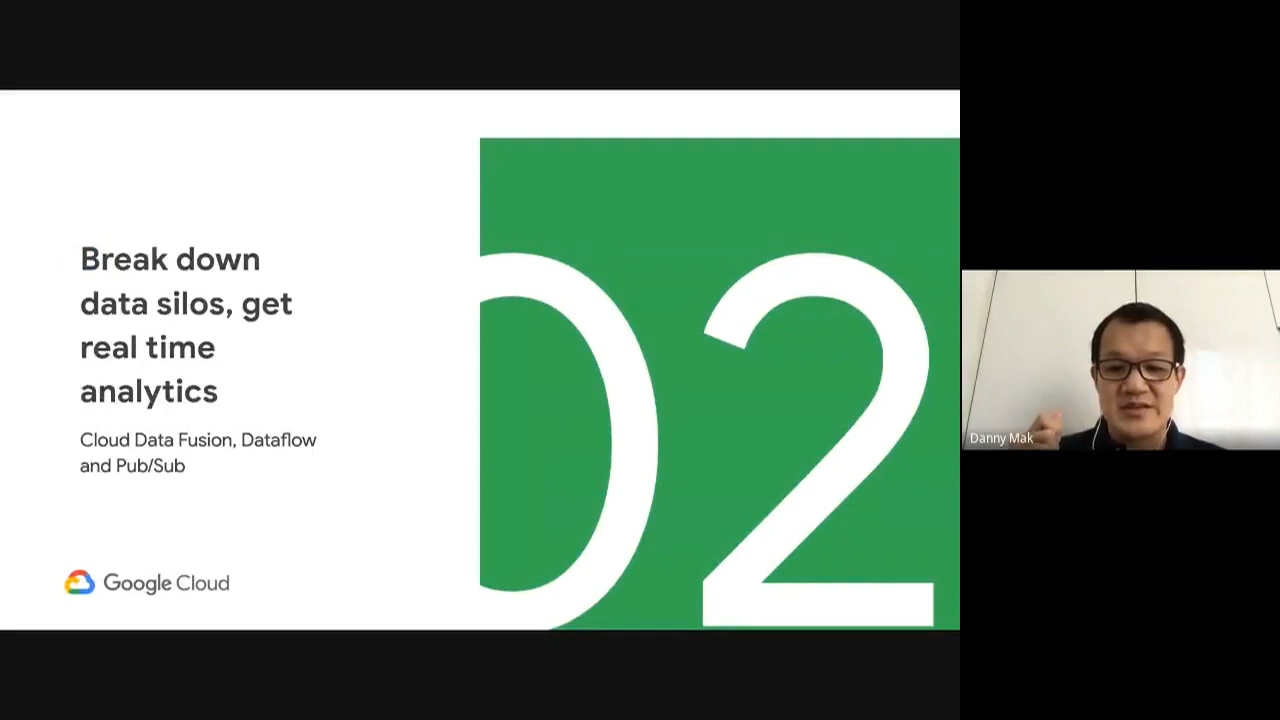 Break down
data silos, get
real time
analytics
Cloud Data Fusion, Dataflow
and Pub/Sub
Google Cloud
02
Danny Mak